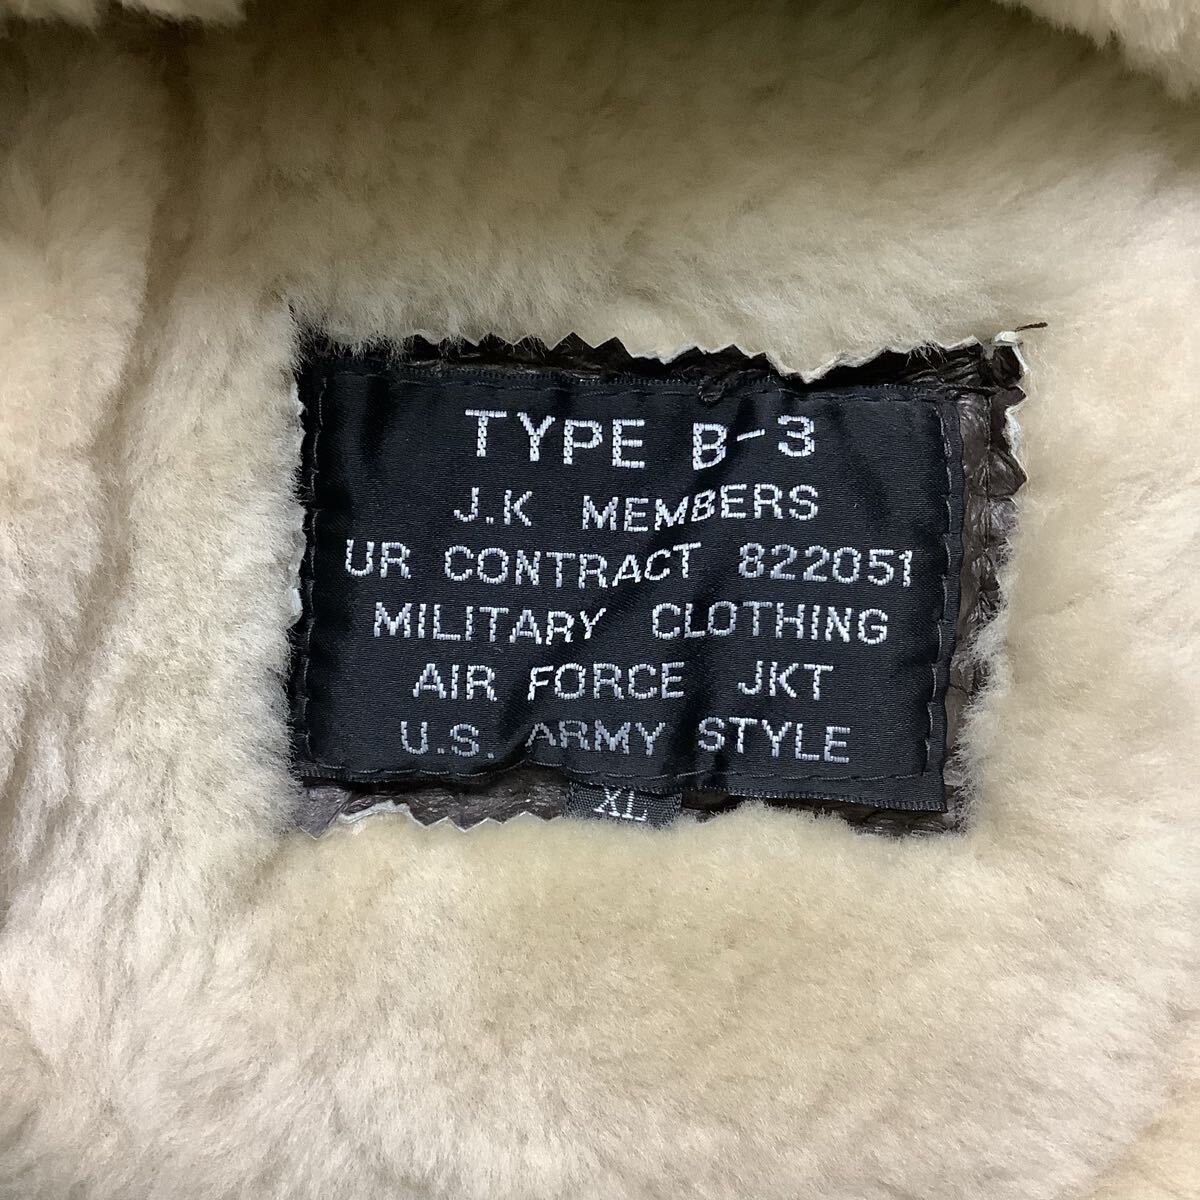 TYPE B-3
J.K MEMBERS
UR CONTRACT 822051
MILITARY CLOTHING
AIR FORCE JKT
U.S. ARMY STYLE
XL